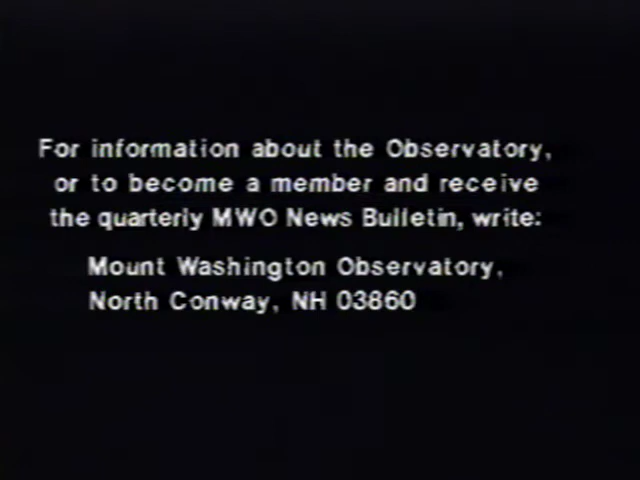 For information about the Observatory,
or to become a member and receive
the quarterly MWO News Bulletin, write:
Mount Washington Observatory,
North Conway, NH 03860